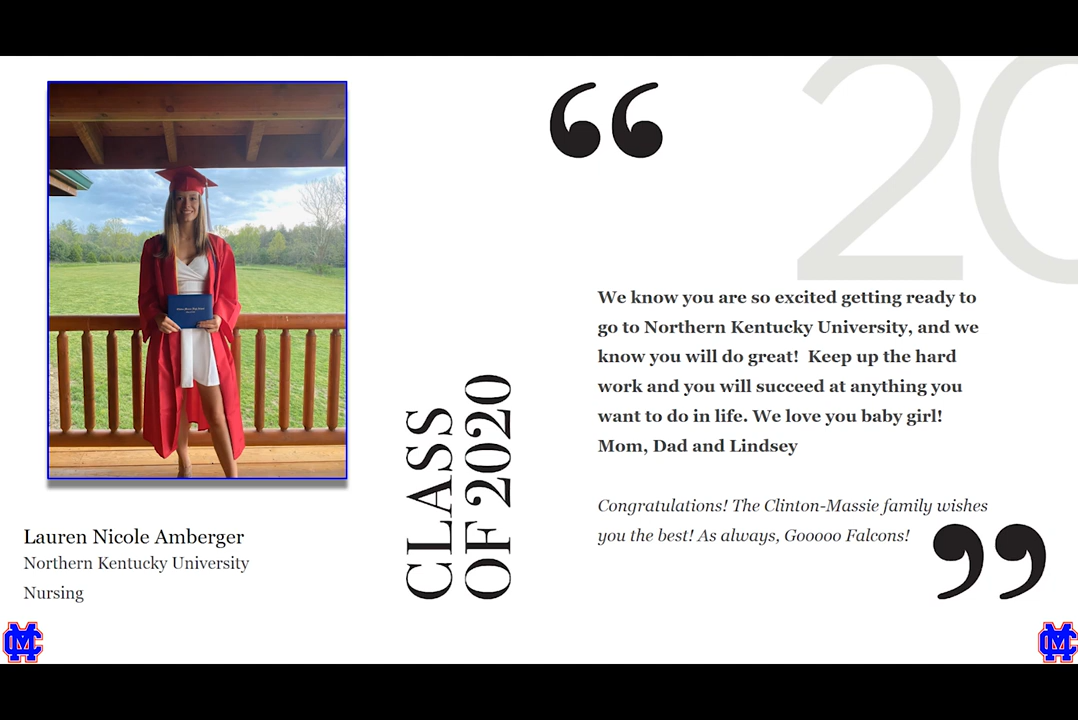 Lauren Nicole Amberger
Northern Kentucky University
Nursing
CLASS
OF 2020
20
“
We know you are so excited getting ready to
go to Northern Kentucky University, and we
know you will do great!  Keep up the hard
work and you will succeed at anything you
want to do in life. We love you baby girl!
Mom, Dad and Lindsey
Congratulations! The Clinton-Massie family wishes
you the best! As always, Gooooo Falcons!
”
CM
CM